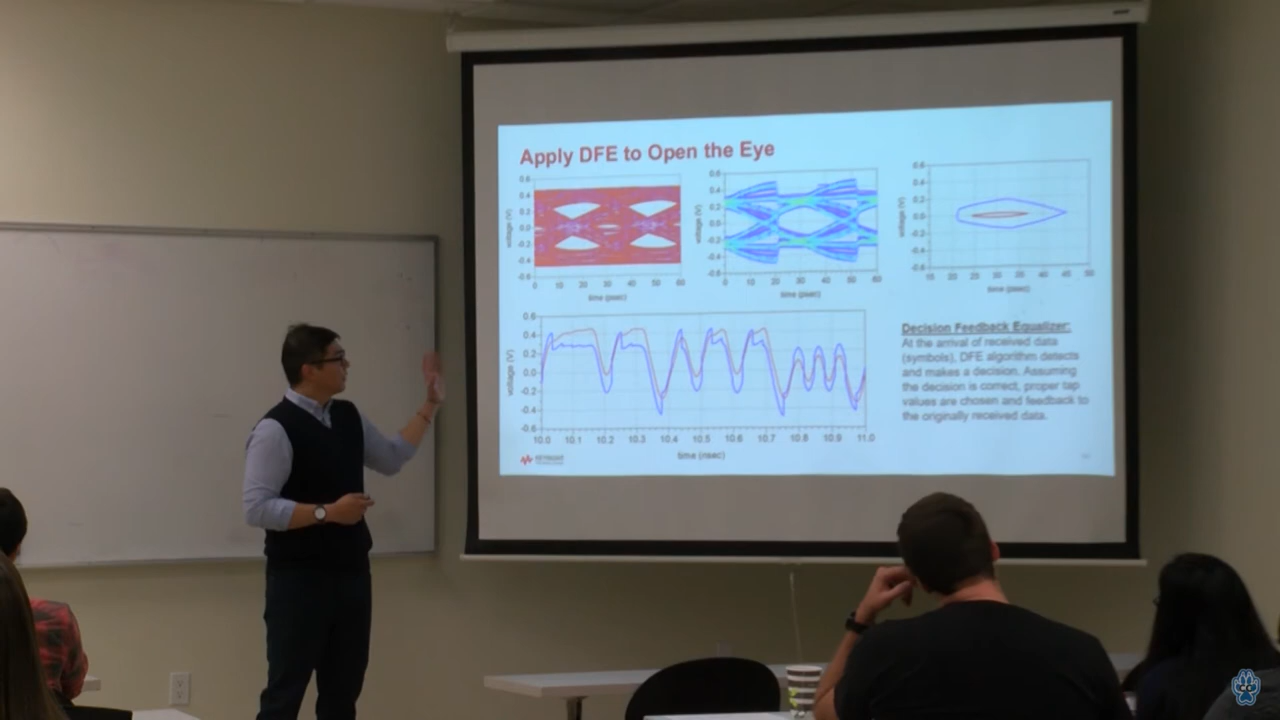 Apply DFE to Open the Eye
0.6
0.4
0.2
0.0
-0.2
-0.4
-0.6
voltage (V)
0 10 20 30 40 50 60
time (psec)
0.6
0.4
0.2
0.0
-0.2
-0.4
-0.6
voltage (V)
0 10 20 30 40 50 60
time (psec)
0.6
0.4
0.2
0.0
-0.2
-0.4
-0.6
voltage (V)
15 20 25 30 35 40 45 50
time (psec)
0.6
0.4
0.2
0.0
-0.2
-0.4
-0.6
voltage (V)
10.0 10.1 10.2 10.3 10.4 10.5 10.6 10.7 10.8 10.9 11.0
time (nsec)
Decision Feedback Equalizer:
At the arrival of received data
(symbols), DFE algorithm detects
and makes a decision. Assuming
the decision is correct, proper tap
values are chosen and feedback to
the originally received data.
KEYSIGHT